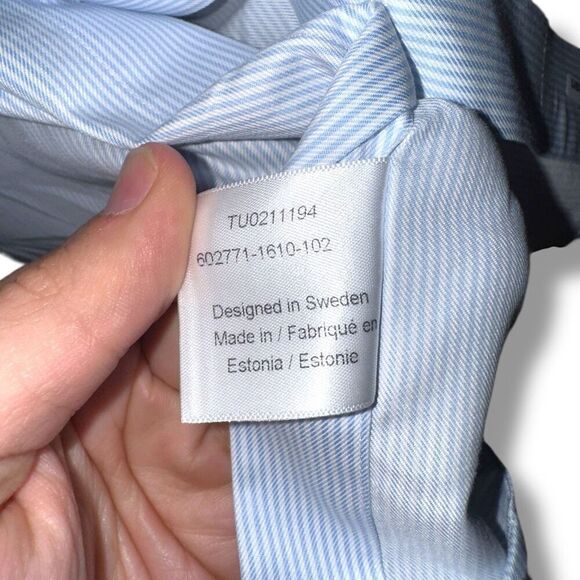 TU0211194
602771-1610-102
Designed in Sweden
Made in / Fabriqué en
Estonia / Estonie